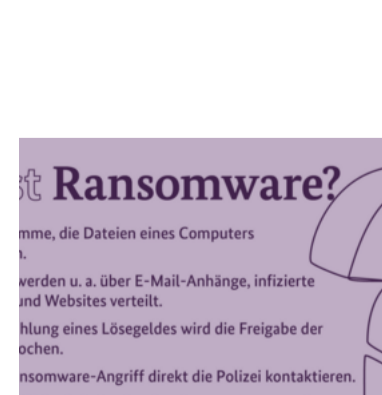 st Ransomware?
mme, die Dateien eines Computers
n.
werden u. a. über E-Mail-Anhänge, infizierte
und Websites verteilt.
hlung eines Lösegeldes wird die Freigabe der
ochen.
nsomware-Angriff direkt die Polizei kontaktieren.